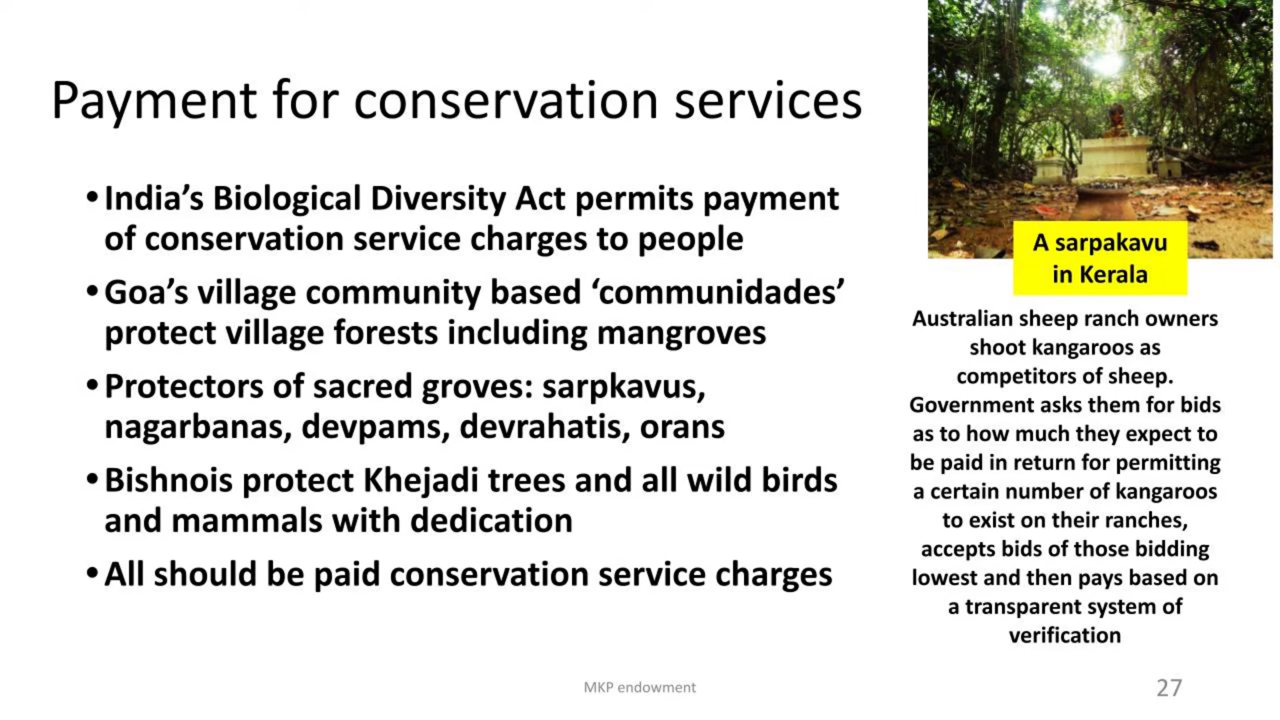 Payment for conservation services
•India’s Biological Diversity Act permits payment
of conservation service charges to people
•Goa’s village community based ‘communidades’
protect village forests including mangroves
•Protectors of sacred groves: sarpkavus,
nagarbanas, devpams, devrahatis, orans
•Bishnois protect Khejadi trees and all wild birds
and mammals with dedication
•All should be paid conservation service charges
A sarpakavu
in Kerala
Australian sheep ranch owners
shoot kangaroos as
competitors of sheep.
Government asks them for bids
as to how much they expect to
be paid in return for permitting
a certain number of kangaroos
to exist on their ranches,
accepts bids of those bidding
lowest and then pays based on
a transparent system of
verification
MKP endowment
27